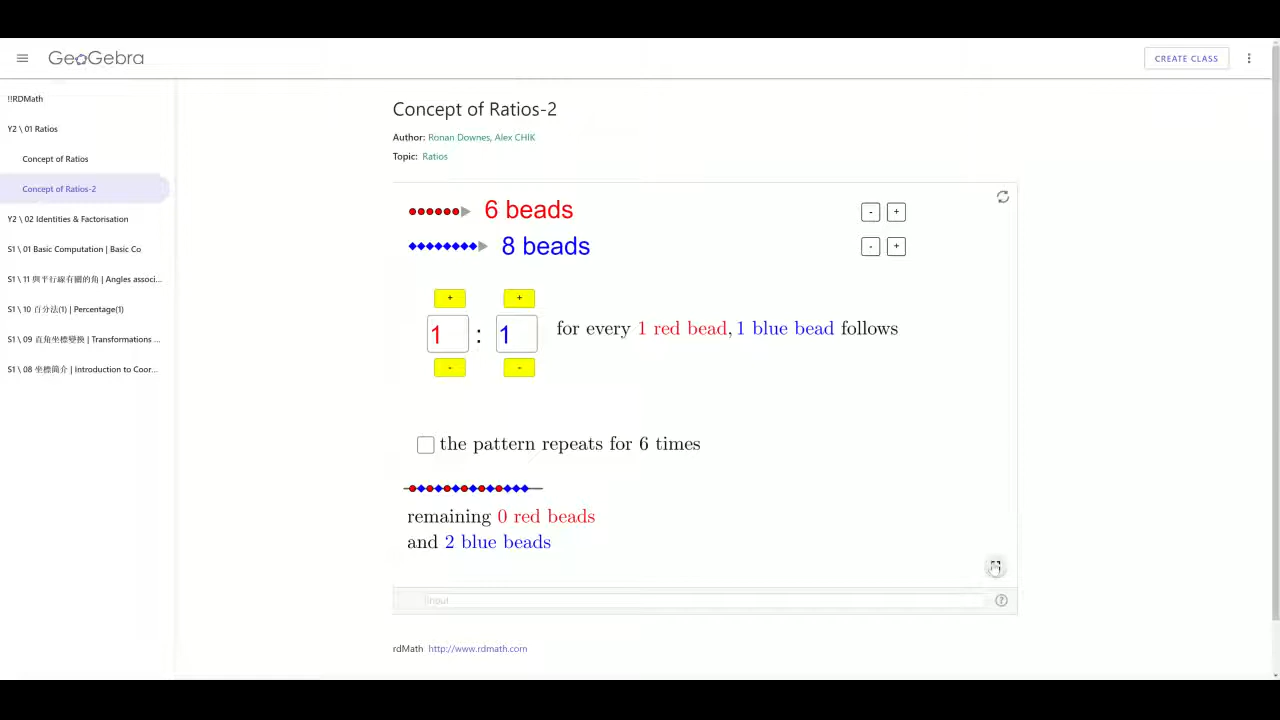 GeoGebra
CREATE CLASS
!!RDMath
Y2 \ 01 Ratios
Concept of Ratios
Concept of Ratios-2
Y2 \ 02 Identities & Factorisation
S1 \ 01 Basic Computation | Basic Co
S1 \ 11 與平行線有關的角 | Angles associ...
S1 \ 10 百分法(1) | Percentage(1)
S1 \ 09 直角坐標變換 | Transformations ...
S1 \ 08 坐標簡介 | Introduction to Coor...
Concept of Ratios-2
Author: Ronan Downes, Alex CHIK
Topic: Ratios
6 beads
- +
8 beads
- +
+ +
1 : 1 for every 1 red bead, 1 blue bead follows
- -
the pattern repeats for 6 times
remaining 0 red beads
and 2 blue beads
Input
?
rdMath http://www.rdmath.com